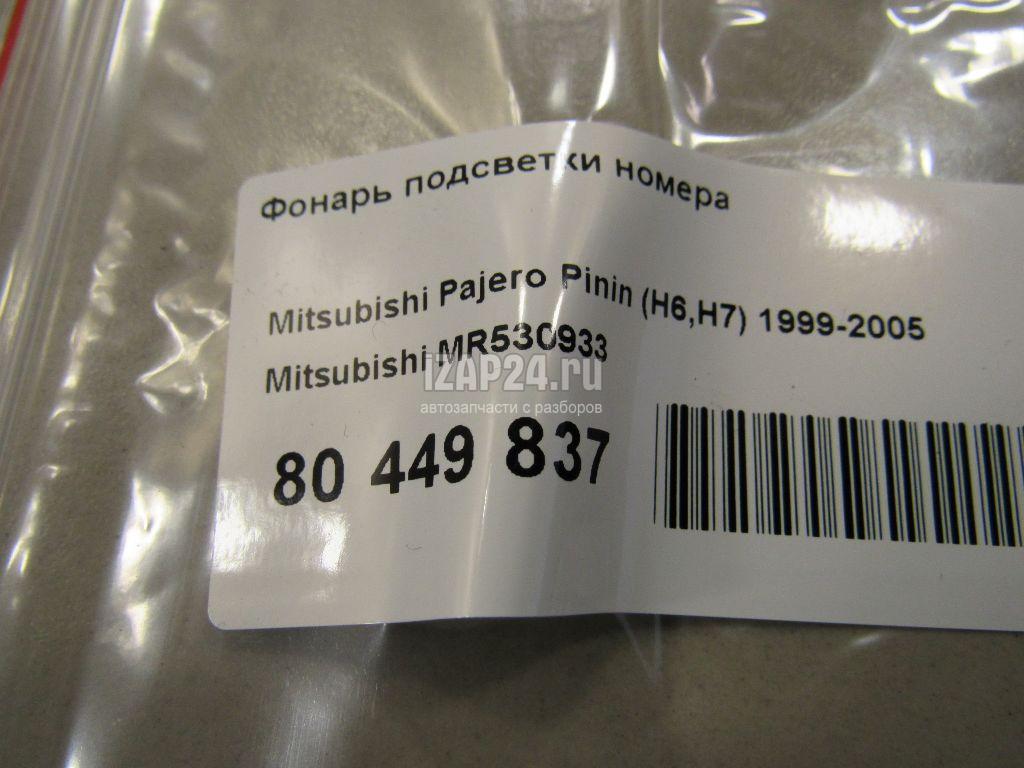 Фонарь подсветки номера
Mitsubishi Pajero Pinin (H6,H7) 1999-2005
Mitsubishi MR530933
iZAP24.ru
автозапчасти с разборов
80 449 837